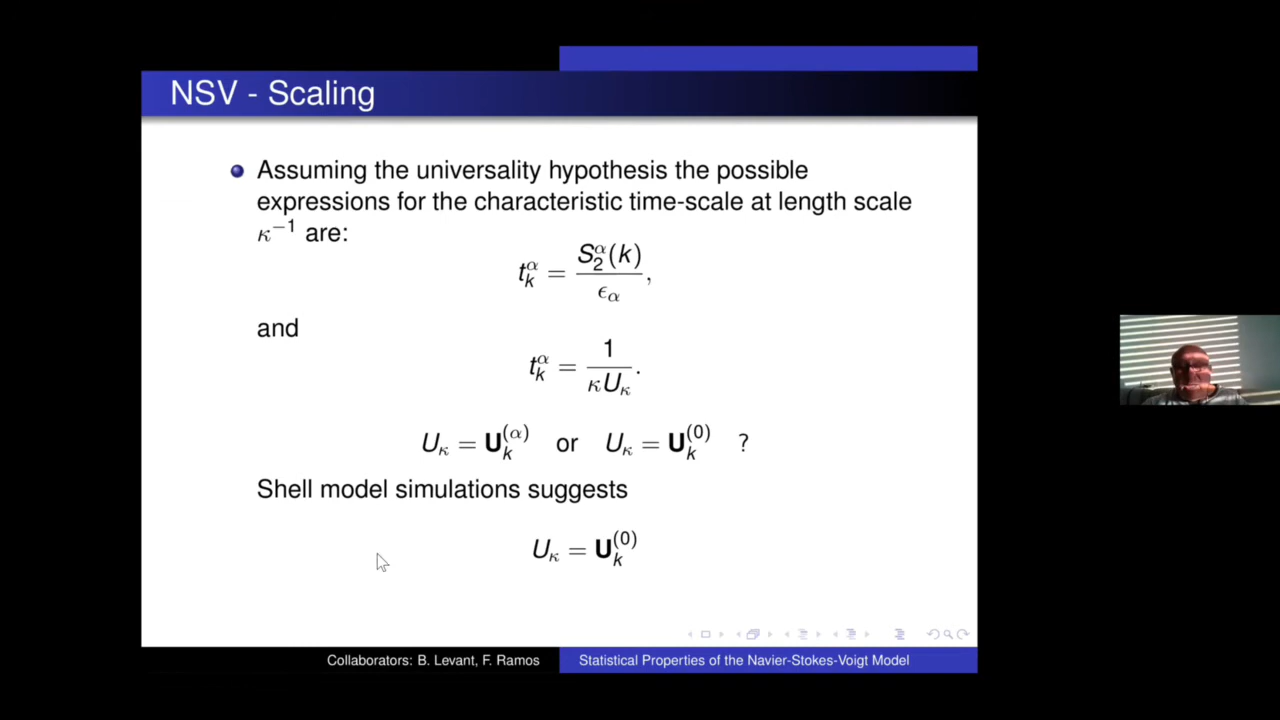 NSV - Scaling
Assuming the universality hypothesis the possible
expressions for the characteristic time-scale at length scale
κ⁻¹ are:
t_k^α = S_2^α(k) / ϵ_α ,
and
t_k^α = 1 / κU_κ .
U_κ = U_k^(α) or U_κ = U_k^(0) ?
Shell model simulations suggests
U_κ = U_k^(0)
Collaborators: B. Levant, F. Ramos
Statistical Properties of the Navier-Stokes-Voigt Model